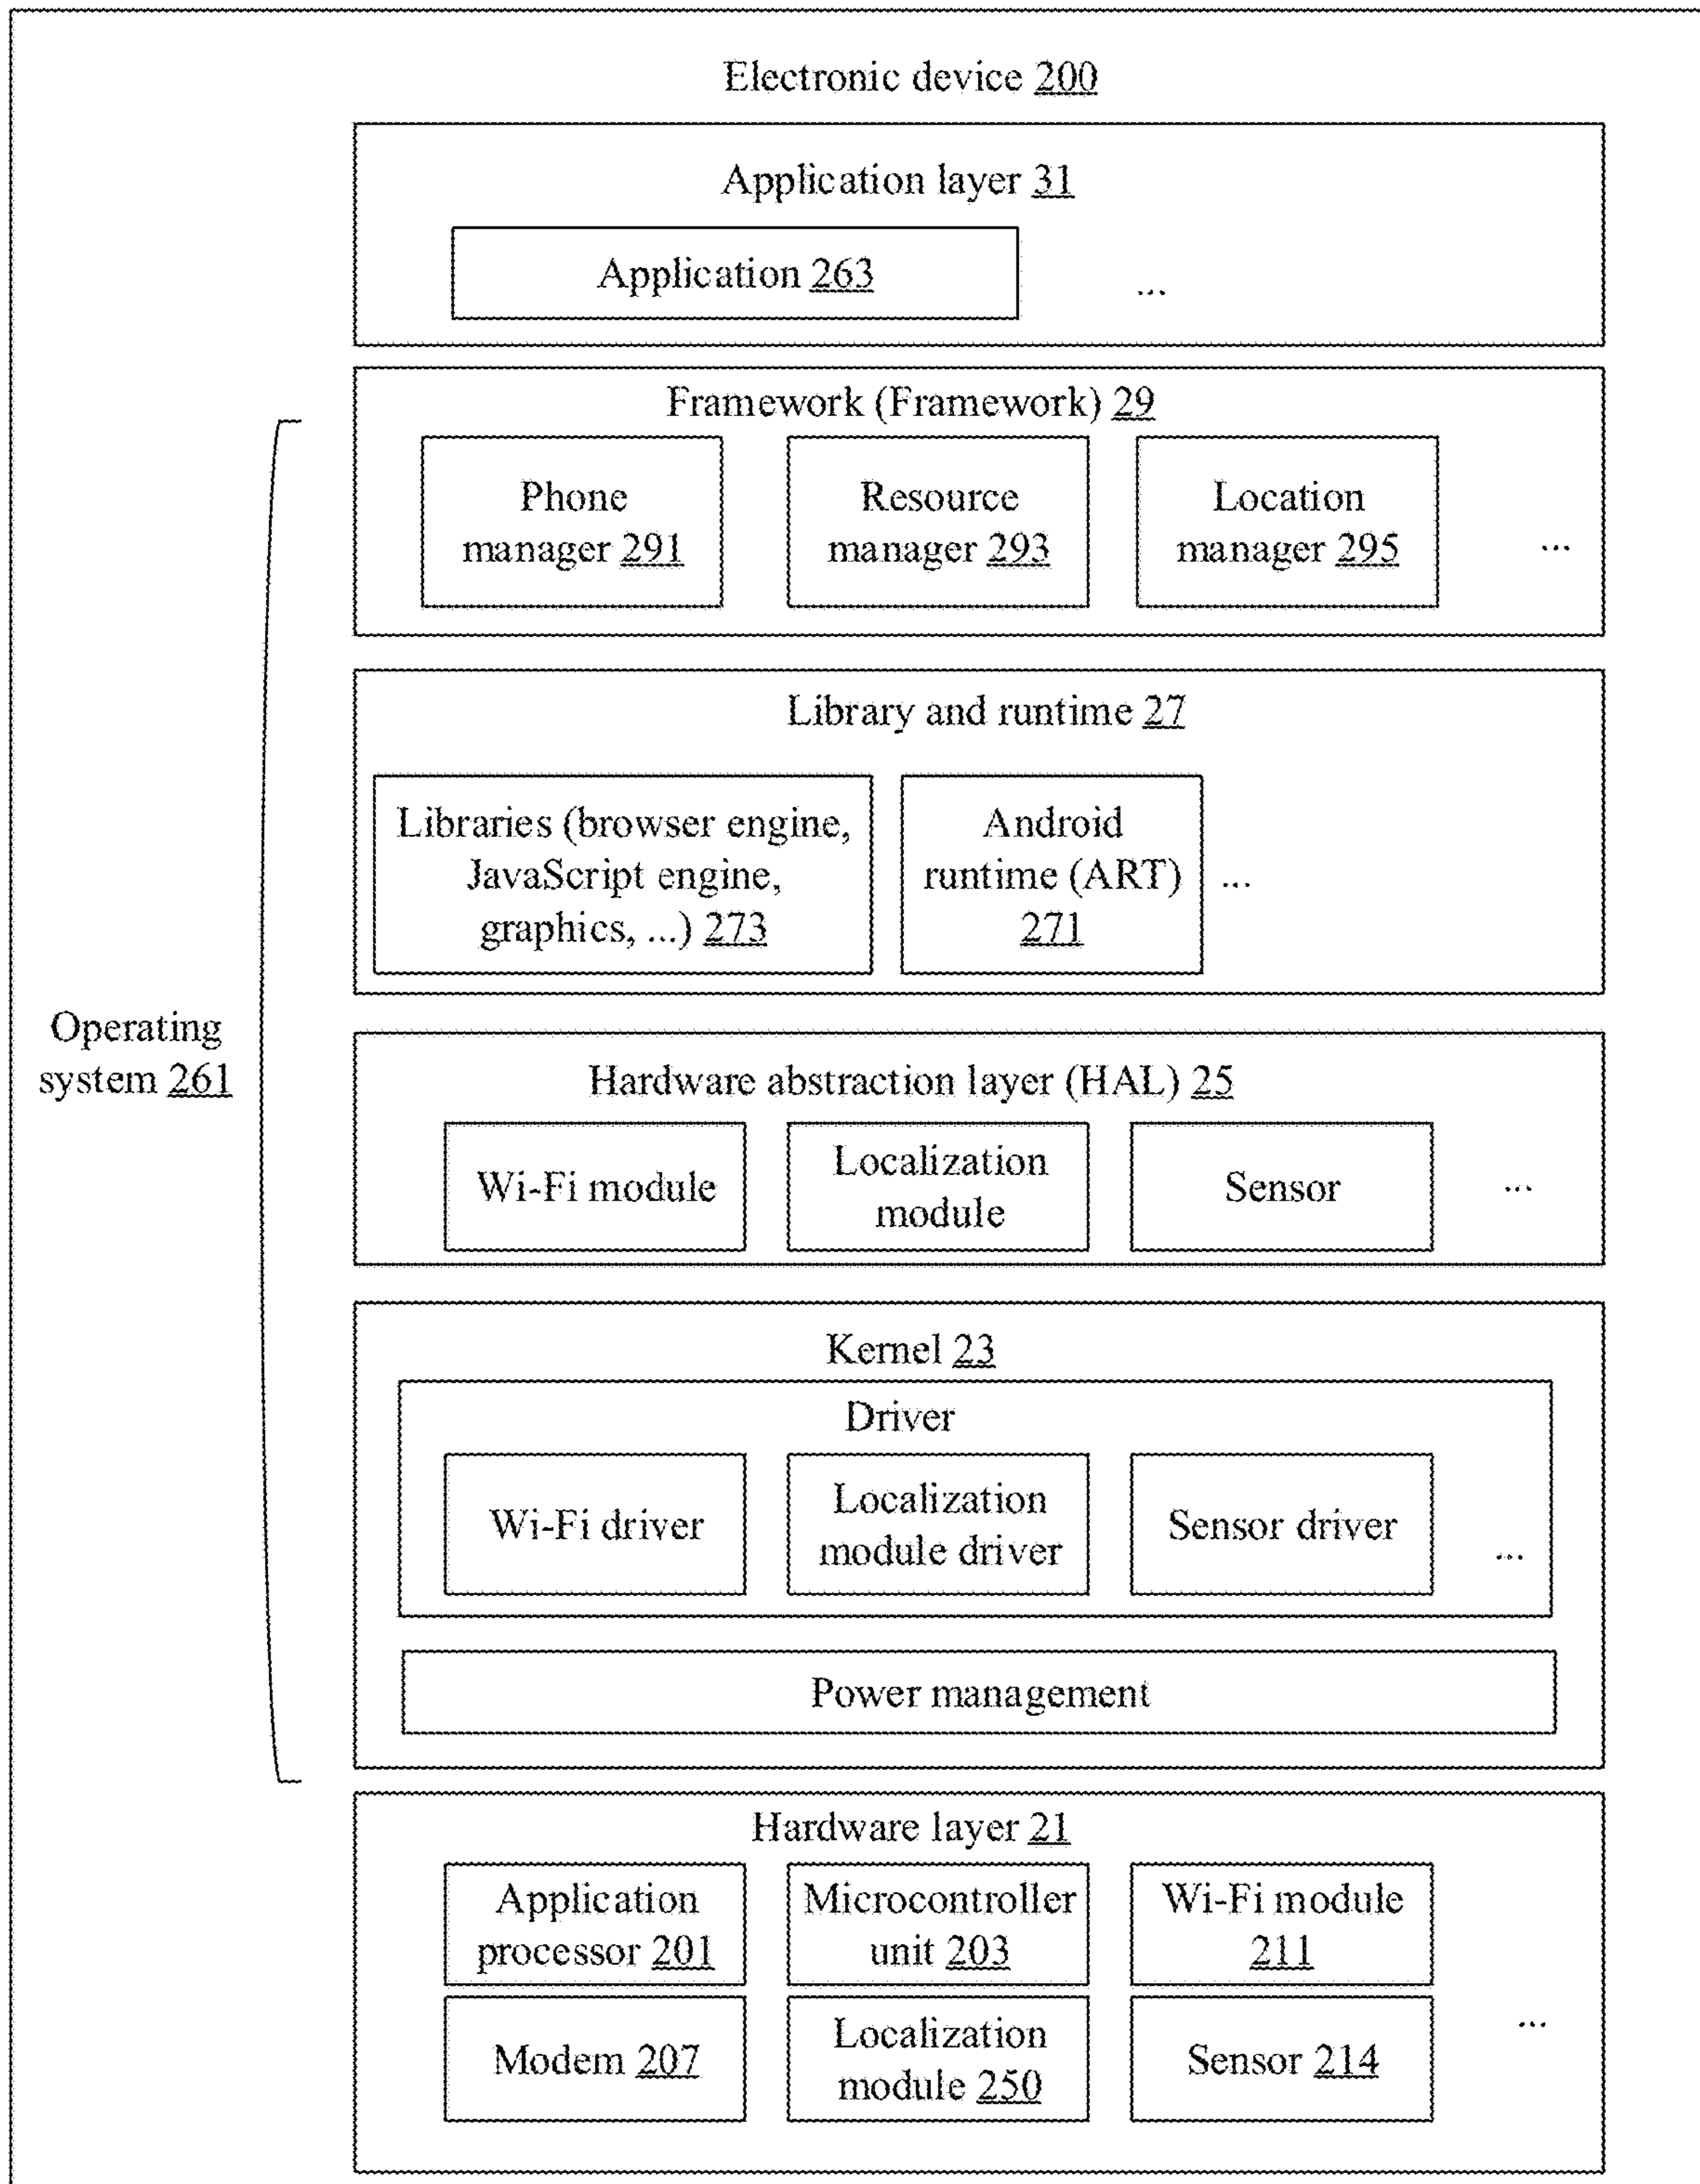 Electronic device 200
Application layer 31
Application 263
...
Framework (Framework) 29
Phone
manager 291
Resource
manager 293
Location
manager 295
...
Library and runtime 27
Libraries (browser engine,
JavaScript engine,
graphics, ...) 273
Android
runtime (ART)
271
...
Operating
system 261
Hardware abstraction layer (HAL) 25
Wi-Fi module
Localization
module
Sensor
...
Kernel 23
Driver
Wi-Fi driver
Localization
module driver
Sensor driver
...
Power management
Hardware layer 21
Application
processor 201
Microcontroller
unit 203
Wi-Fi module
211
Modem 207
Localization
module 250
Sensor 214
...